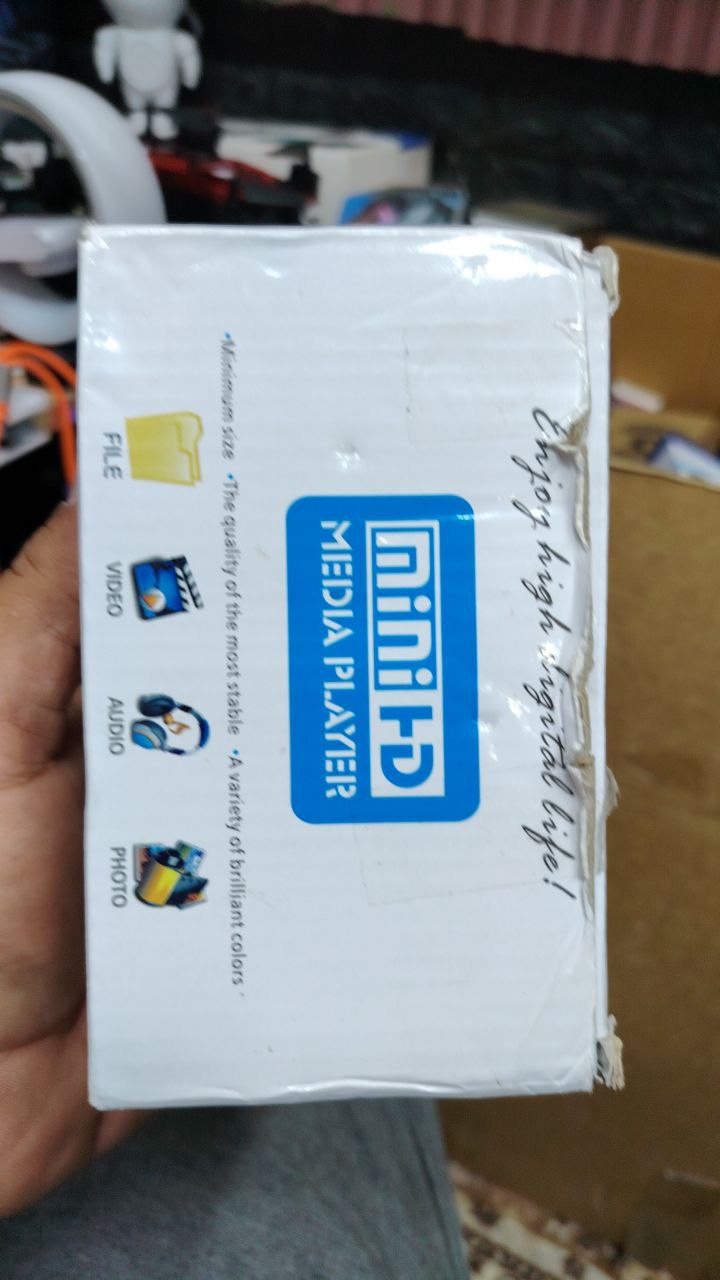 Enjoy high digital life!
mini HD
MEDIA PLAYER
•Minimum size •The quality of the most stable •A variety of brilliant colors
FILE
VIDEO
AUDIO
PHOTO